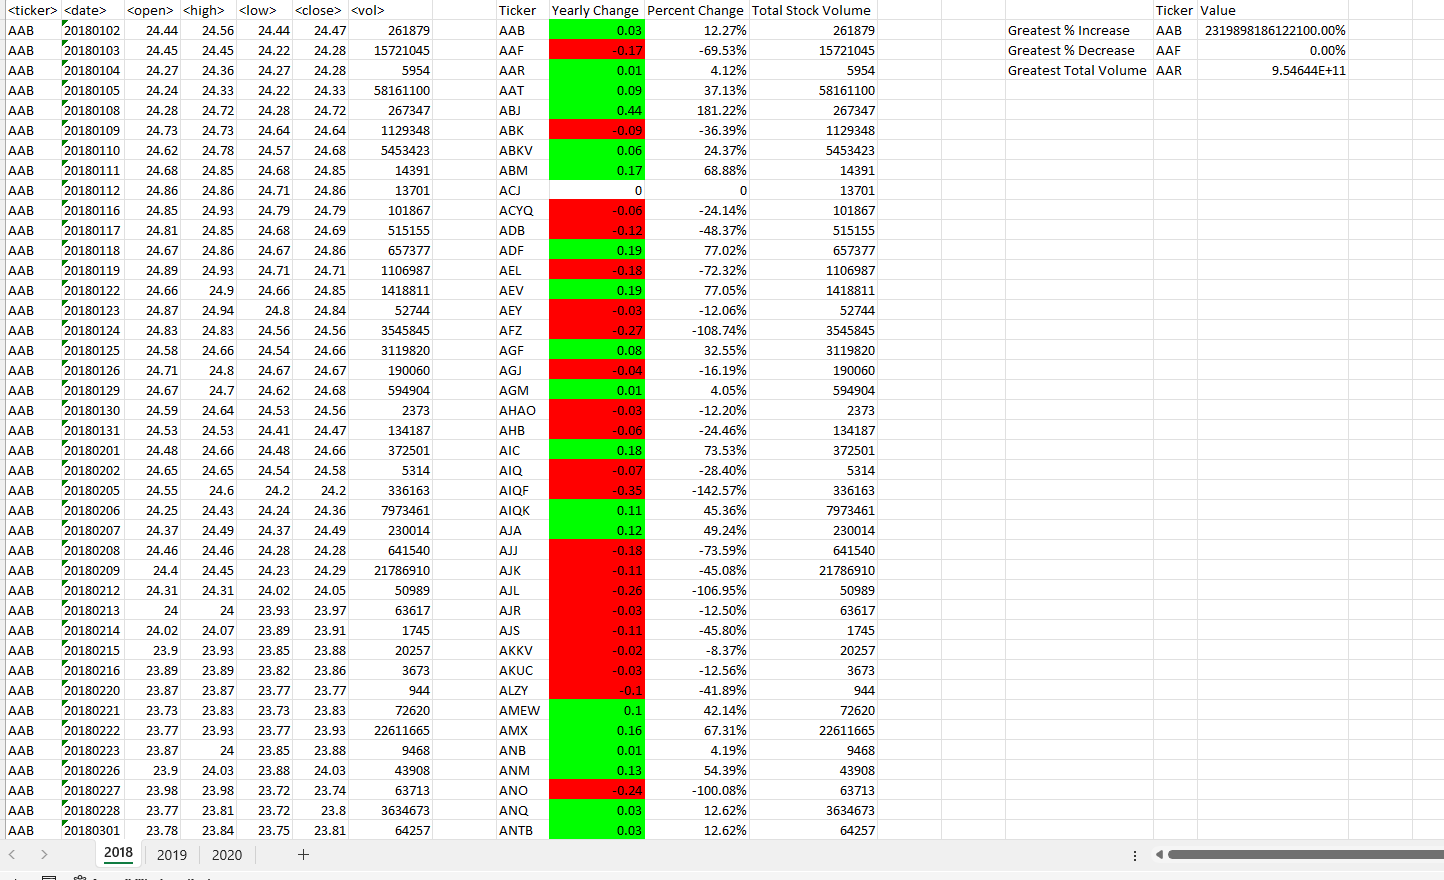 <ticker> <date> <open> <high> <low> <close> <vol> Ticker Yearly Change Percent Change Total Stock Volume Ticker Value
AAB 20180102 24.44 24.56 24.44 24.47 261879 AAB 0.03 12.27% 261879 Greatest % Increase AAB 2319898186122100.00%
AAB 20180103 24.45 24.45 24.22 24.28 15721045 AAF -0.17 -69.53% 15721045 Greatest % Decrease AAF 0.00%
AAB 20180104 24.27 24.36 24.27 24.28 5954 AAR 0.01 4.12% 5954 Greatest Total Volume AAR 9.54644E+11
AAB 20180105 24.24 24.33 24.22 24.33 58161100 AAT 0.09 37.13% 58161100
AAB 20180108 24.28 24.72 24.28 24.72 267347 ABJ 0.44 181.22% 267347
AAB 20180109 24.73 24.73 24.64 24.64 1129348 ABK -0.09 -36.39% 1129348
AAB 20180110 24.62 24.78 24.57 24.68 5453423 ABKV 0.06 24.37% 5453423
AAB 20180111 24.68 24.85 24.68 24.85 14391 ABM 0.17 68.88% 14391
AAB 20180112 24.86 24.86 24.71 24.86 13701 ACJ 0 0 13701
AAB 20180116 24.85 24.93 24.79 24.79 101867 ACYQ -0.06 -24.14% 101867
AAB 20180117 24.81 24.85 24.68 24.69 515155 ADB -0.12 -48.37% 515155
AAB 20180118 24.67 24.86 24.67 24.86 657377 ADF 0.19 77.02% 657377
AAB 20180119 24.89 24.93 24.71 24.71 1106987 AEL -0.18 -72.32% 1106987
AAB 20180122 24.66 24.9 24.66 24.85 1418811 AEV 0.19 77.05% 1418811
AAB 20180123 24.87 24.94 24.8 24.84 52744 AEY -0.03 -12.06% 52744
AAB 20180124 24.83 24.83 24.56 24.56 3545845 AFZ -0.27 -108.74% 3545845
AAB 20180125 24.58 24.66 24.54 24.66 3119820 AGF 0.08 32.55% 3119820
AAB 20180126 24.71 24.8 24.67 24.67 190060 AGJ -0.04 -16.19% 190060
AAB 20180129 24.67 24.7 24.62 24.68 594904 AGM 0.01 4.05% 594904
AAB 20180130 24.59 24.64 24.53 24.56 2373 AHAO -0.03 -12.20% 2373
AAB 20180131 24.53 24.53 24.41 24.47 134187 AHB -0.06 -24.46% 134187
AAB 20180201 24.48 24.66 24.48 24.66 372501 AIC 0.18 73.53% 372501
AAB 20180202 24.65 24.65 24.54 24.58 5314 AIQ -0.07 -28.40% 5314
AAB 20180205 24.55 24.6 24.2 24.2 336163 AIQF -0.35 -142.57% 336163
AAB 20180206 24.25 24.43 24.24 24.36 7973461 AIQK 0.11 45.36% 7973461
AAB 20180207 24.37 24.49 24.37 24.49 230014 AJA 0.12 49.24% 230014
AAB 20180208 24.46 24.46 24.28 24.28 641540 AJJ -0.18 -73.59% 641540
AAB 20180209 24.4 24.45 24.23 24.29 21786910 AJK -0.11 -45.08% 21786910
AAB 20180212 24.31 24.31 24.02 24.05 50989 AJL -0.26 -106.95% 50989
AAB 20180213 24 24 23.93 23.97 63617 AJR -0.03 -12.50% 63617
AAB 20180214 24.02 24.07 23.89 23.91 1745 AJS -0.11 -45.80% 1745
AAB 20180215 23.9 23.93 23.85 23.88 20257 AKKV -0.02 -8.37% 20257
AAB 20180216 23.89 23.89 23.82 23.86 3673 AKUC -0.03 -12.56% 3673
AAB 20180220 23.87 23.87 23.77 23.77 944 ALZY -0.1 -41.89% 944
AAB 20180221 23.73 23.83 23.73 23.83 72620 AMEW 0.1 42.14% 72620
AAB 20180222 23.77 23.93 23.77 23.93 22611665 AMX 0.16 67.31% 22611665
AAB 20180223 23.87 24 23.85 23.88 9468 ANB 0.01 4.19% 9468
AAB 20180226 23.9 24.03 23.88 24.03 43908 ANM 0.13 54.39% 43908
AAB 20180227 23.98 23.98 23.72 23.74 63713 ANO -0.24 -100.08% 63713
AAB 20180228 23.77 23.81 23.72 23.8 3634673 ANQ 0.03 12.62% 3634673
AAB 20180301 23.78 23.84 23.75 23.81 64257 ANTB 0.03 12.62% 64257
2018 2019 2020